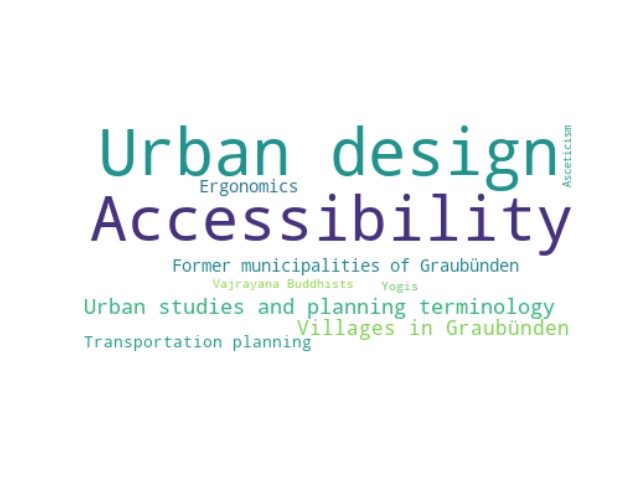 Urban design
Asceticism
Ergonomics
Accessibility
Former municipalities of Graubünden
Vajrayana Buddhists
Yogis
Urban studies and planning terminology
Villages in Graubünden
Transportation planning